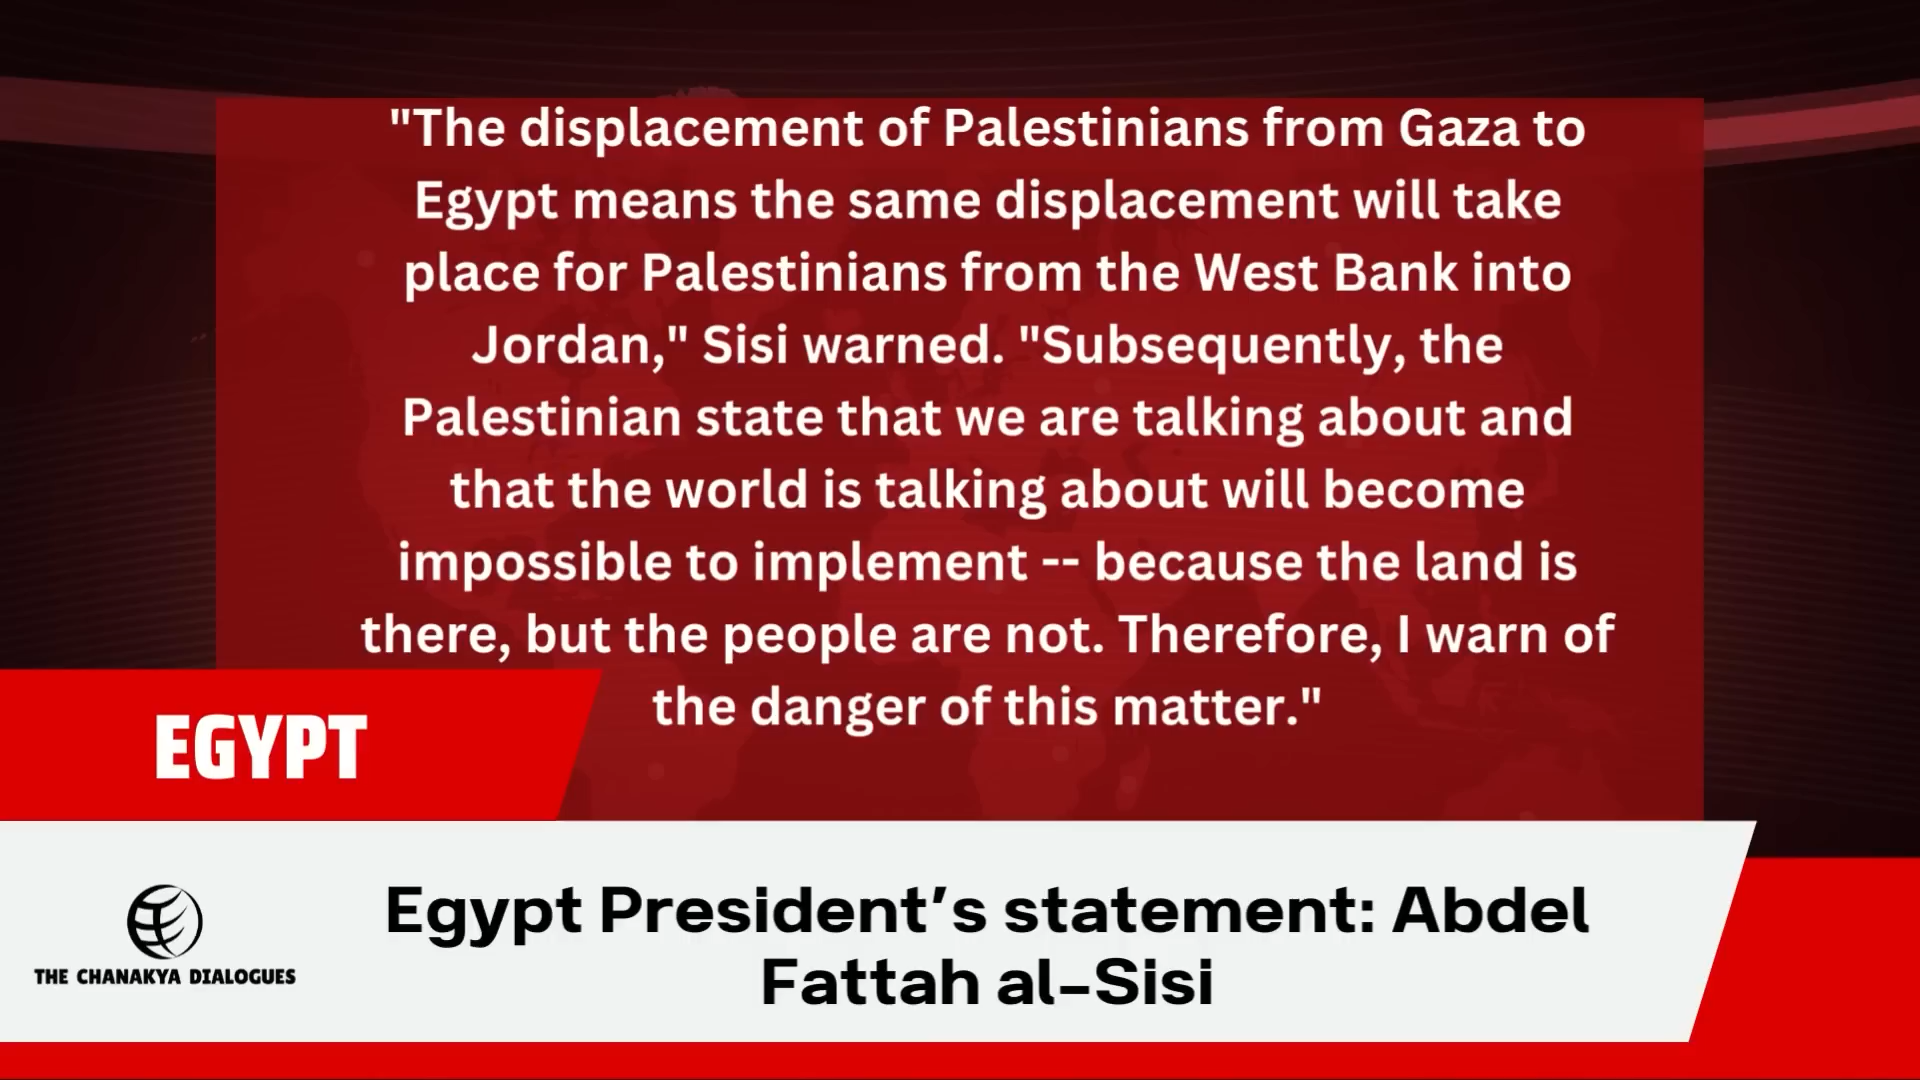 "The displacement of Palestinians from Gaza to
Egypt means the same displacement will take
place for Palestinians from the West Bank into
Jordan," Sisi warned. "Subsequently, the
Palestinian state that we are talking about and
that the world is talking about will become
impossible to implement -- because the land is
there, but the people are not. Therefore, I warn of
the danger of this matter."
EGYPT
Egypt President’s statement: Abdel
Fattah al-Sisi
THE CHANAKYA DIALOGUES